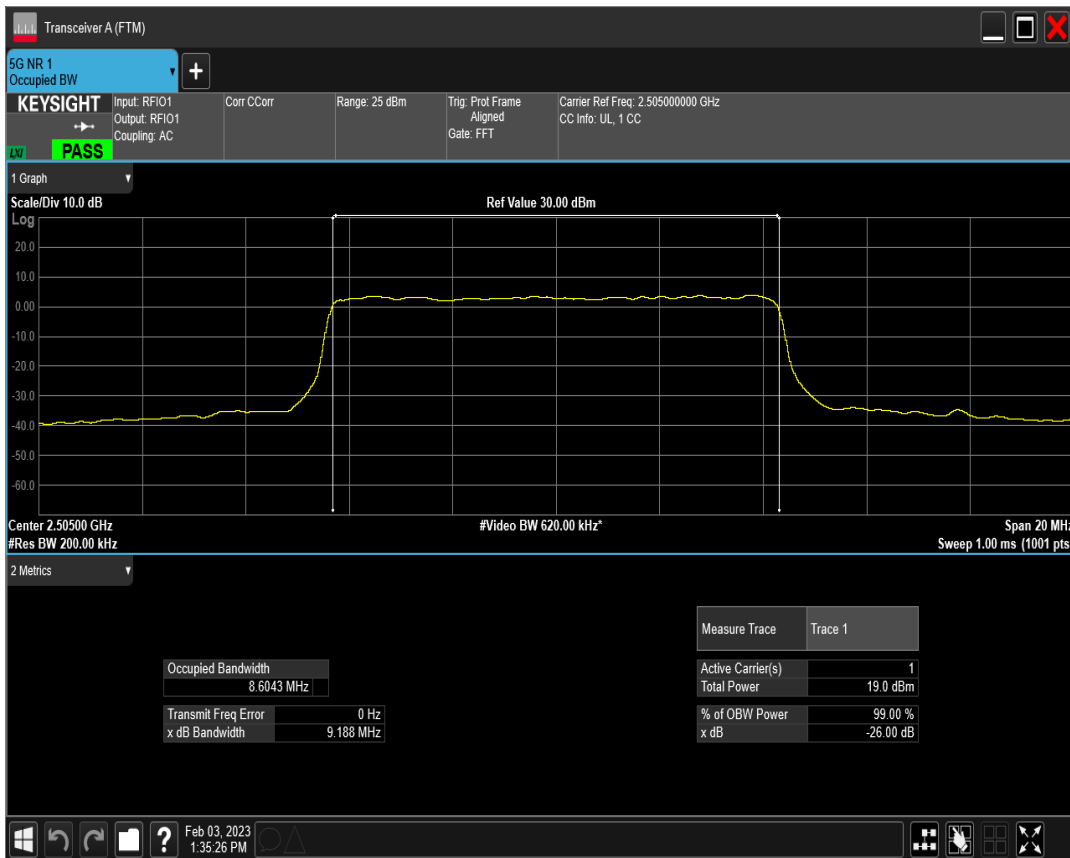 Transceiver A (FTM)
5G NR 1
Occupied BW
+
KEYSIGHT
LXI
PASS
Input: RFIO1
Output: RFIO1
Coupling: AC
Corr CCorr
Range: 25 dBm
Trig: Prot Frame
Aligned
Gate: FFT
Carrier Ref Freq: 2.505000000 GHz
CC Info: UL, 1 CC
1 Graph
Scale/Div 10.0 dB
Ref Value 30.00 dBm
Log
20.0
10.0
0.00
-10.0
-20.0
-30.0
-40.0
-50.0
-60.0
Center 2.50500 GHz
#Video BW 620.00 kHz*
Span 20 MHz
#Res BW 200.00 kHz
Sweep 1.00 ms (1001 pts
2 Metrics
Measure Trace Trace 1
Occupied Bandwidth
8.6043 MHz
Active Carrier(s) 1
Total Power 19.0 dBm
Transmit Freq Error 0 Hz
x dB Bandwidth 9.188 MHz
% of OBW Power 99.00 %
x dB -26.00 dB
?
Feb 03, 2023
1:35:26 PM